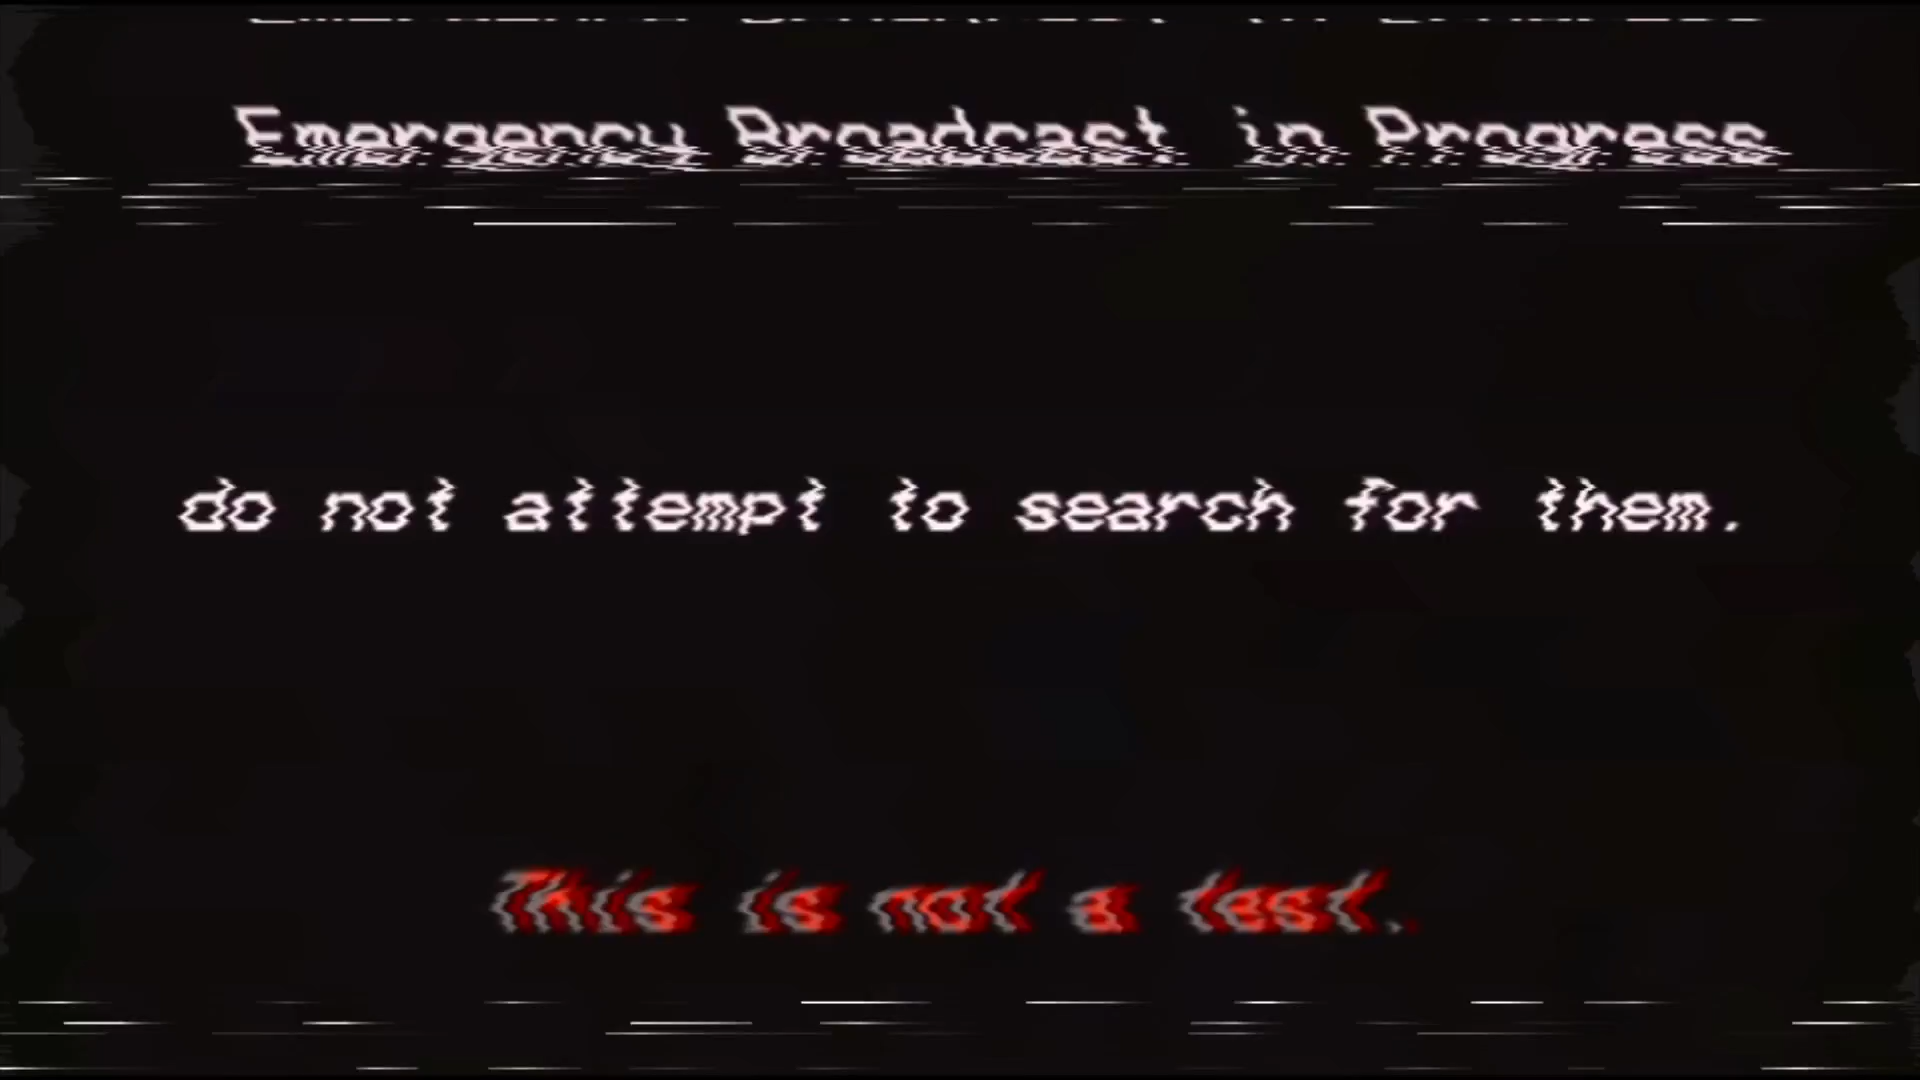 Emergency Broadcast in Progress
do not attempt to search for them.
This is not a test.